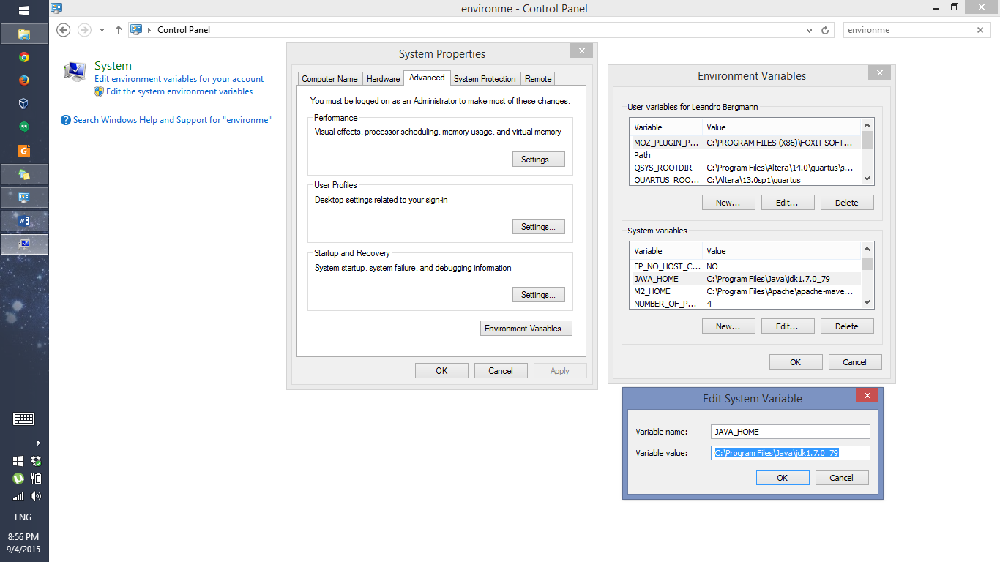 environme - Control Panel
Control Panel
environme
System
Edit environment variables for your account
Edit the system environment variables
Search Windows Help and Support for "environme"
System Properties
Computer Name Hardware Advanced System Protection Remote
You must be logged on as an Administrator to make most of these changes.
Performance
Visual effects, processor scheduling, memory usage, and virtual memory
Settings...
User Profiles
Desktop settings related to your sign-in
Settings...
Startup and Recovery
System startup, system failure, and debugging information
Settings...
Environment Variables...
OK Cancel Apply
Environment Variables
User variables for Leandro Bergmann
Variable Value
MOZ_PLUGIN_P... C:\PROGRAM FILES (X86)\FOXIT SOFT...
Path
QSYS_ROOTDIR C:\Program Files\Altera\14.0\quartus\s...
QUARTUS_ROO... C:\Altera\13.0sp1\quartus
New... Edit... Delete
System variables
Variable Value
FP_NO_HOST_C... NO
JAVA_HOME C:\Program Files\Java\jdk1.7.0_79
M2_HOME C:\Program Files\Apache\apache-mave...
NUMBER_OF_P... 4
New... Edit... Delete
OK Cancel
Edit System Variable
Variable name: JAVA_HOME
Variable value: C:\Program Files\Java\jdk1.7.0_79
OK Cancel
ENG
8:56 PM
9/4/2015